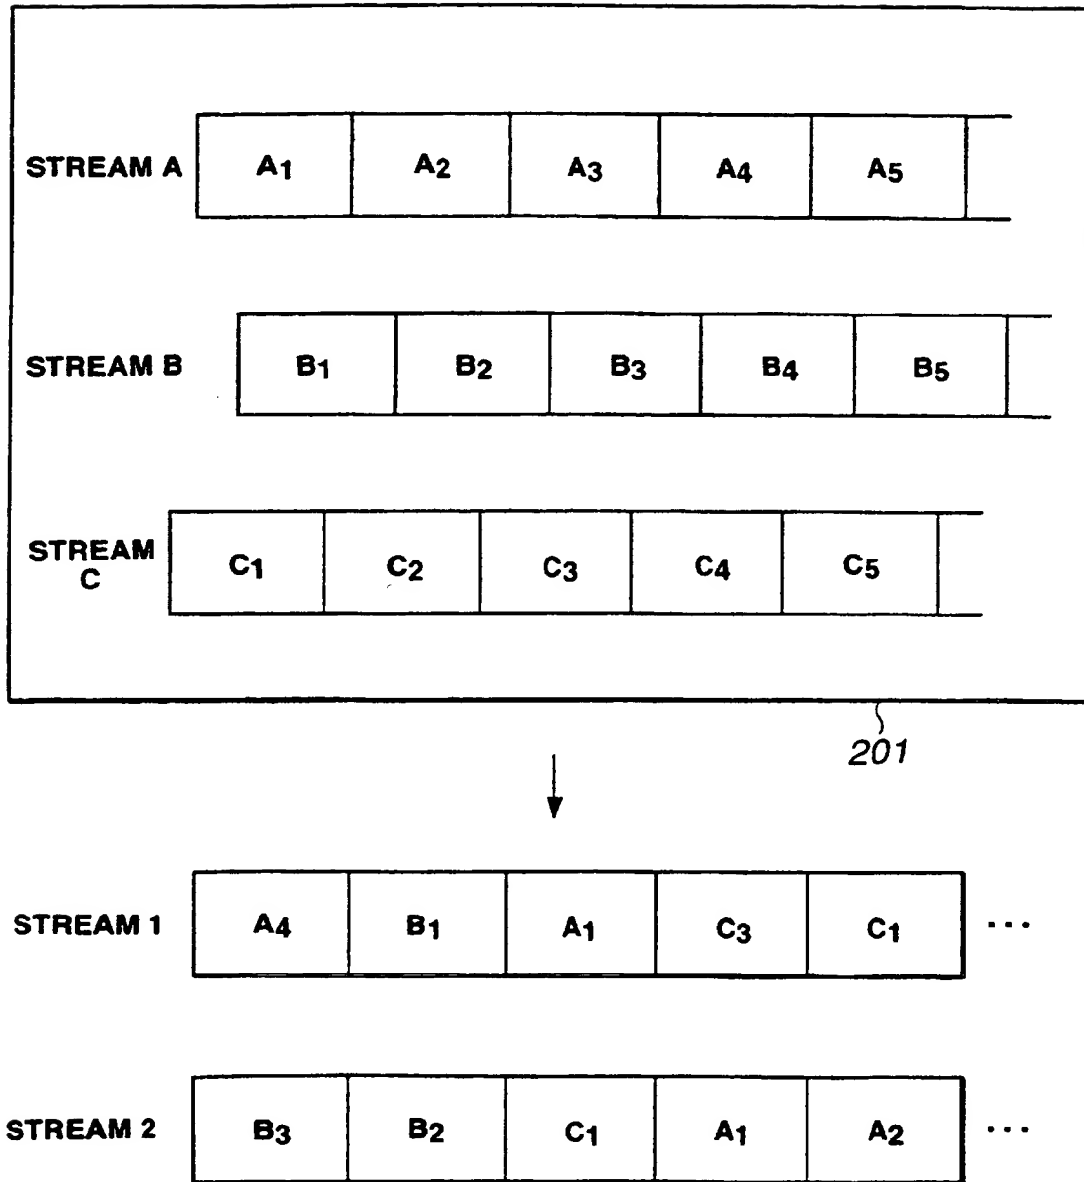 STREAM A A1 A2 A3 A4 A5
STREAM B B1 B2 B3 B4 B5
STREAM
C C1 C2 C3 C4 C5
201
STREAM 1 A4 B1 A1 C3 C1 ...
STREAM 2 B3 B2 C1 A1 A2 ...